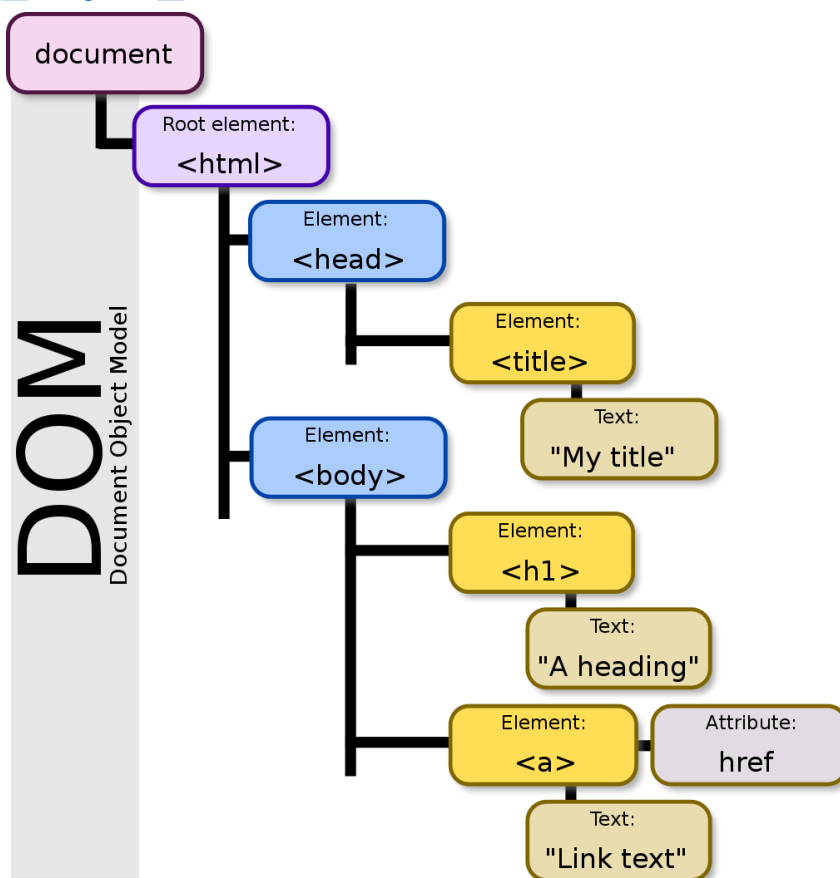 document
Root element:
<html>
Element:
<head>
Element:
<title>
Text:
"My title"
Element:
<body>
Element:
<h1>
Text:
"A heading"
Element:
<a>
Attribute:
href
Text:
"Link text"
DOM
Document Object Model